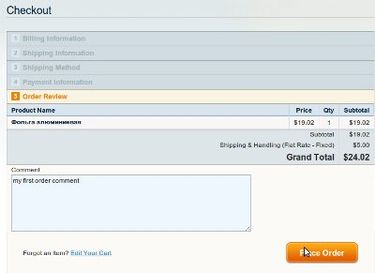 Checkout
1 Billing Information
2 Shipping Information
3 Shipping Method
4 Payment Information
5 Order Review
Product Name Price Qty Subtotal
Фольга алюминиевая $19.02 1 $19.02
Subtotal $19.02
Shipping & Handling (Flat Rate - Fixed) $5.00
Grand Total $24.02
Comment
my first order comment
Forgot an Item? Edit Your Cart
Place Order